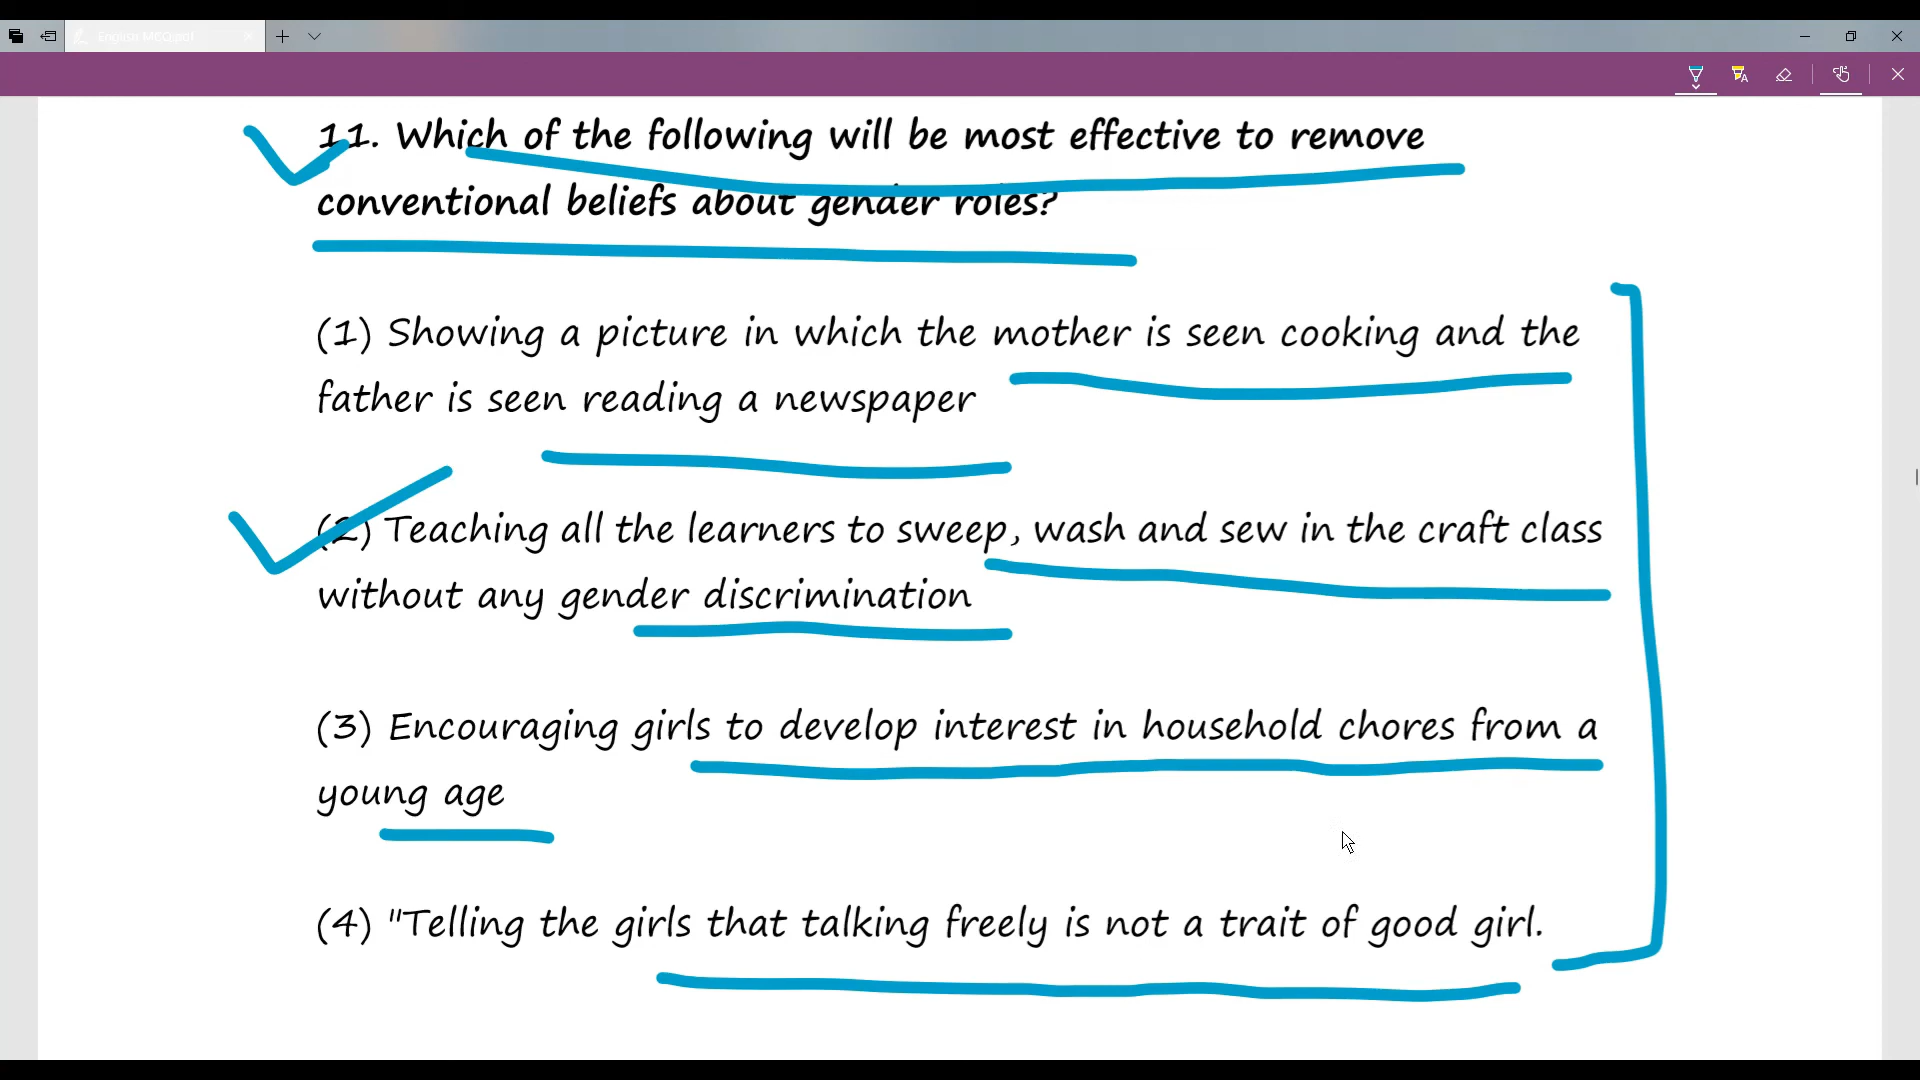 English MCQ.pdf
11. Which of the following will be most effective to remove
conventional beliefs about gender roles?
(1) Showing a picture in which the mother is seen cooking and the
father is seen reading a newspaper
(2) Teaching all the learners to sweep, wash and sew in the craft class
without any gender discrimination
(3) Encouraging girls to develop interest in household chores from a
young age
(4) "Telling the girls that talking freely is not a trait of good girl.